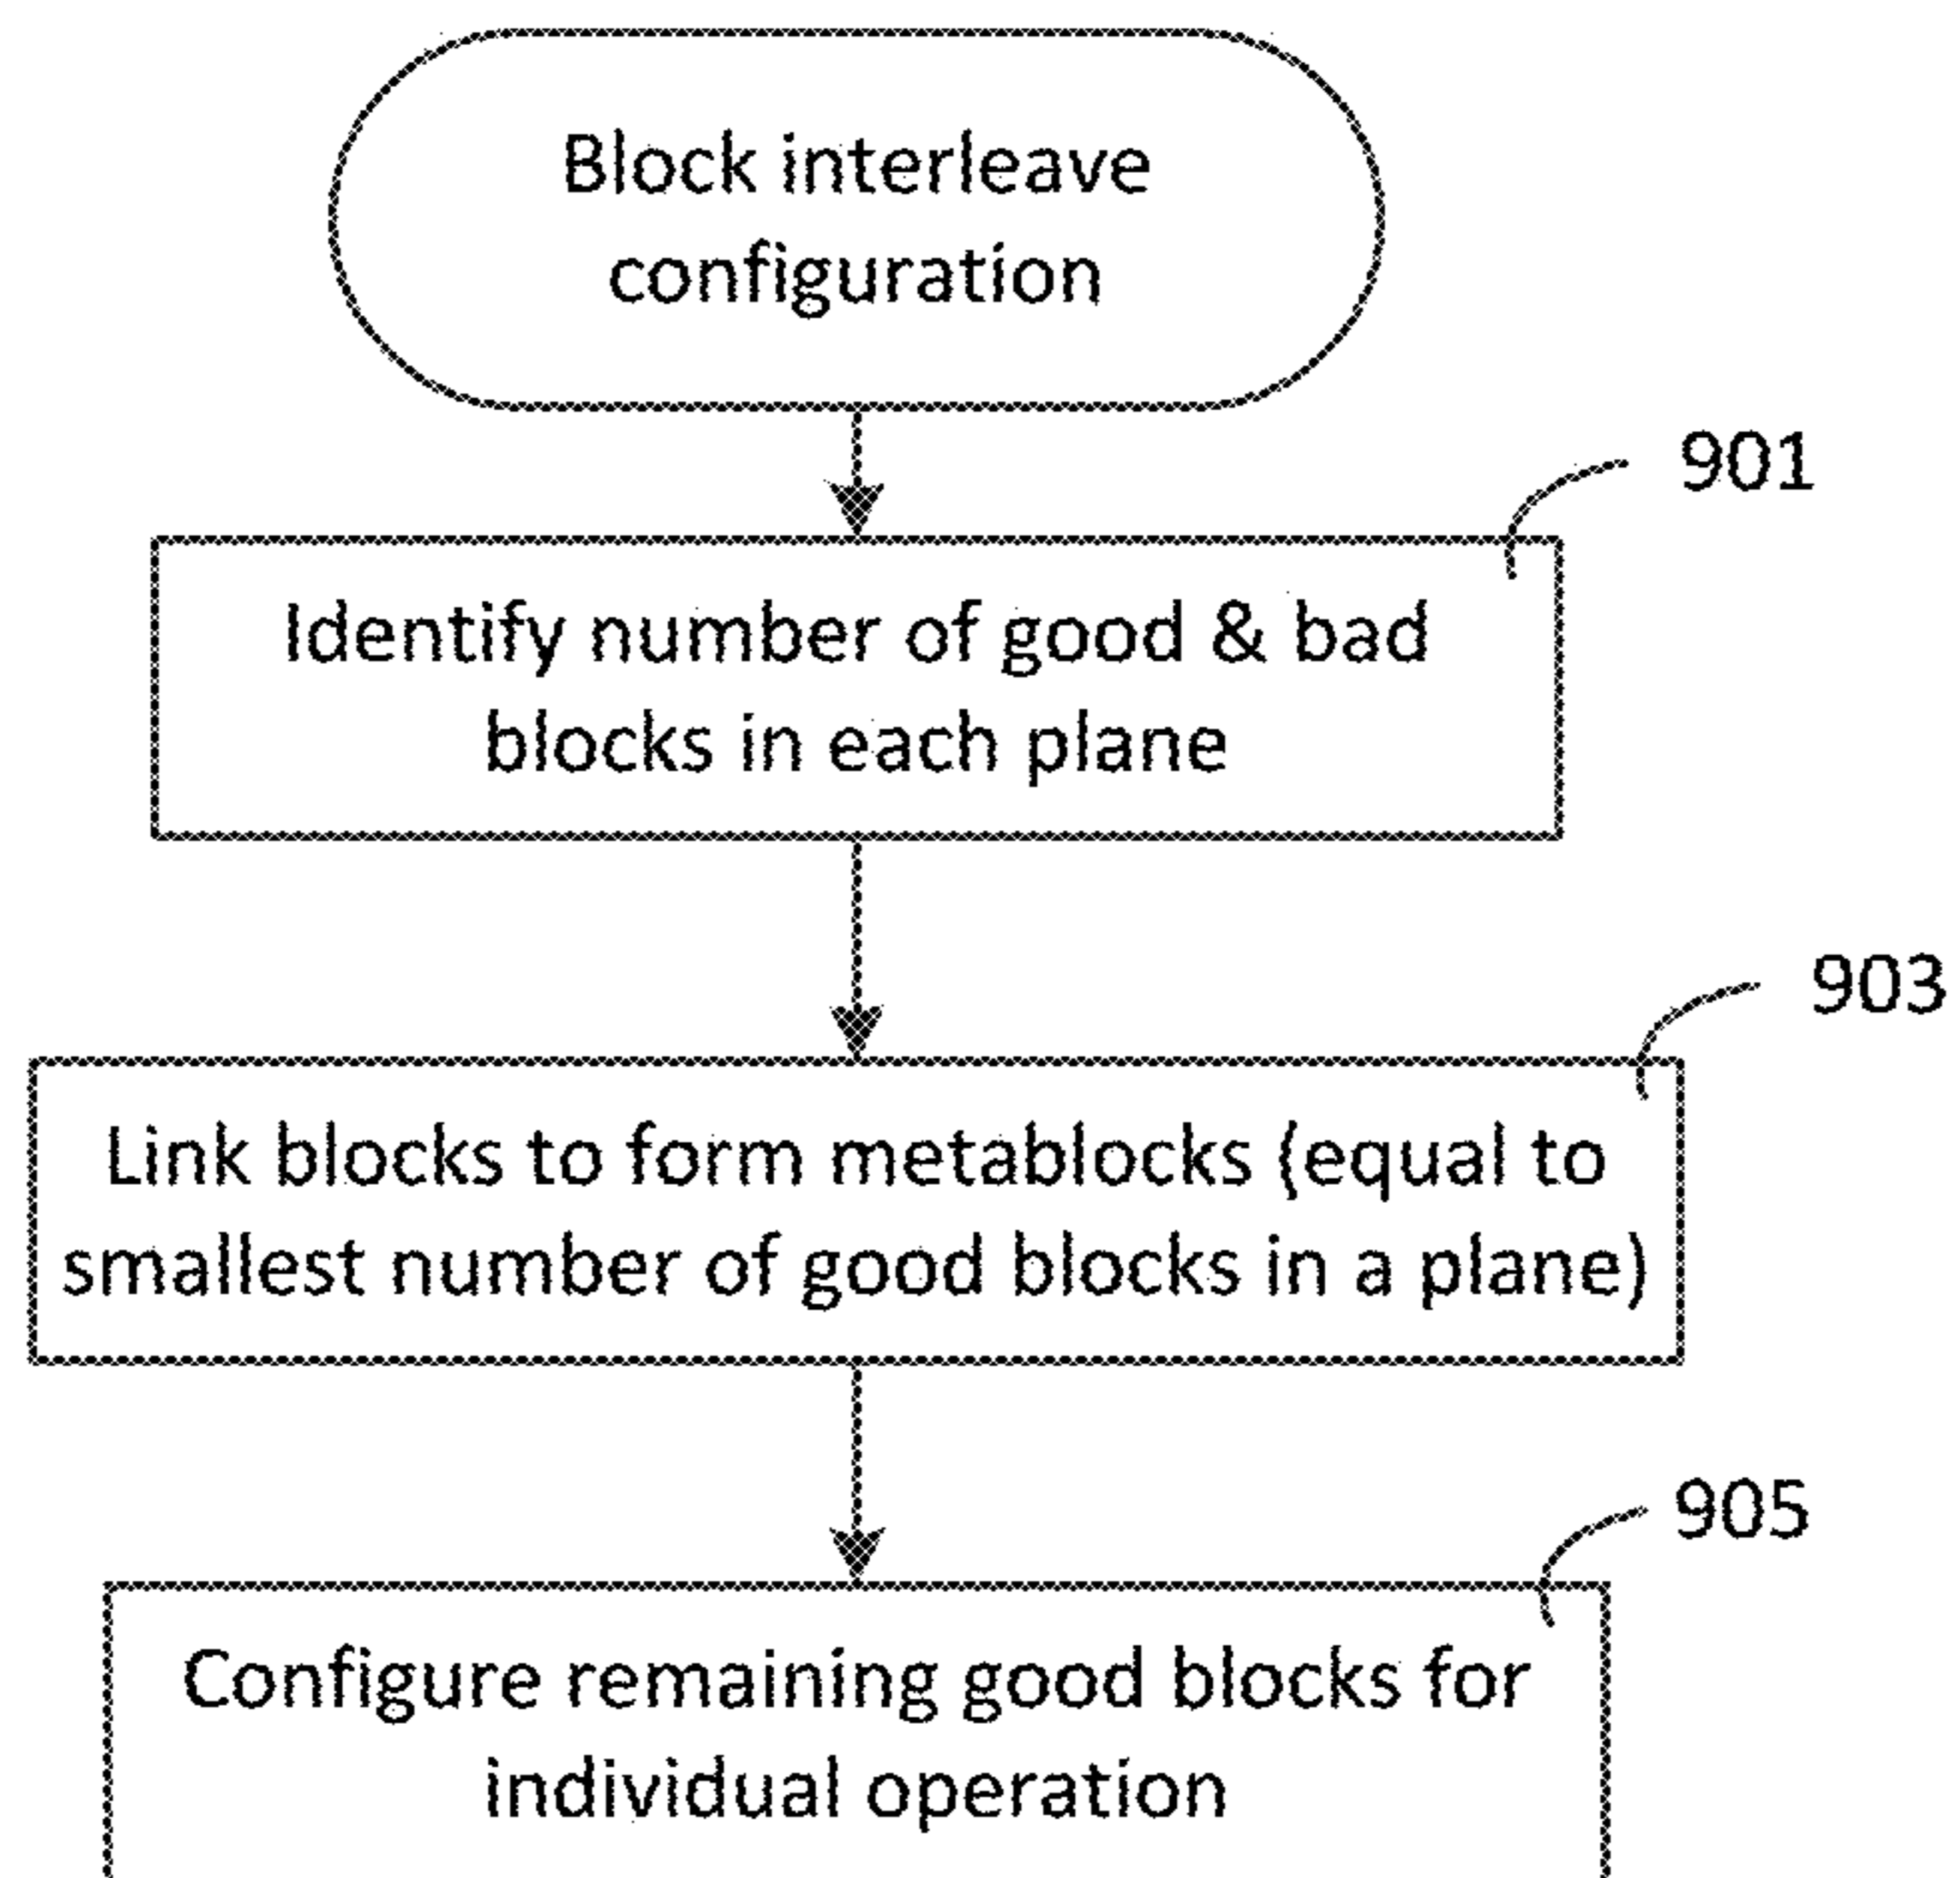 Block interleave
configuration
901
Identify number of good & bad
blocks in each plane
903
Link blocks to form metablocks (equal to
smallest number of good blocks in a plane)
905
Configure remaining good blocks for
individual operation